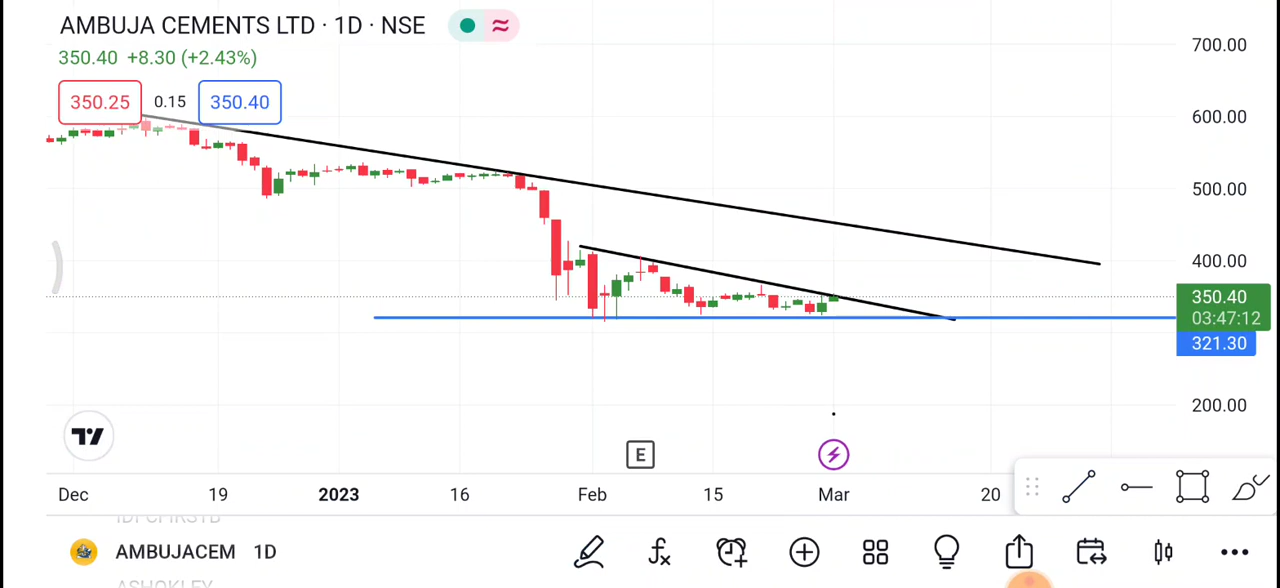 AMBUJA CEMENTS LTD · 1D · NSE
350.40 +8.30 (+2.43%)
350.25 0.15 350.40
700.00
600.00
500.00
400.00
350.40
03:47:12
321.30
200.00
E
Dec 19 2023 16 Feb 15 Mar 20
AMBUJACEM 1D